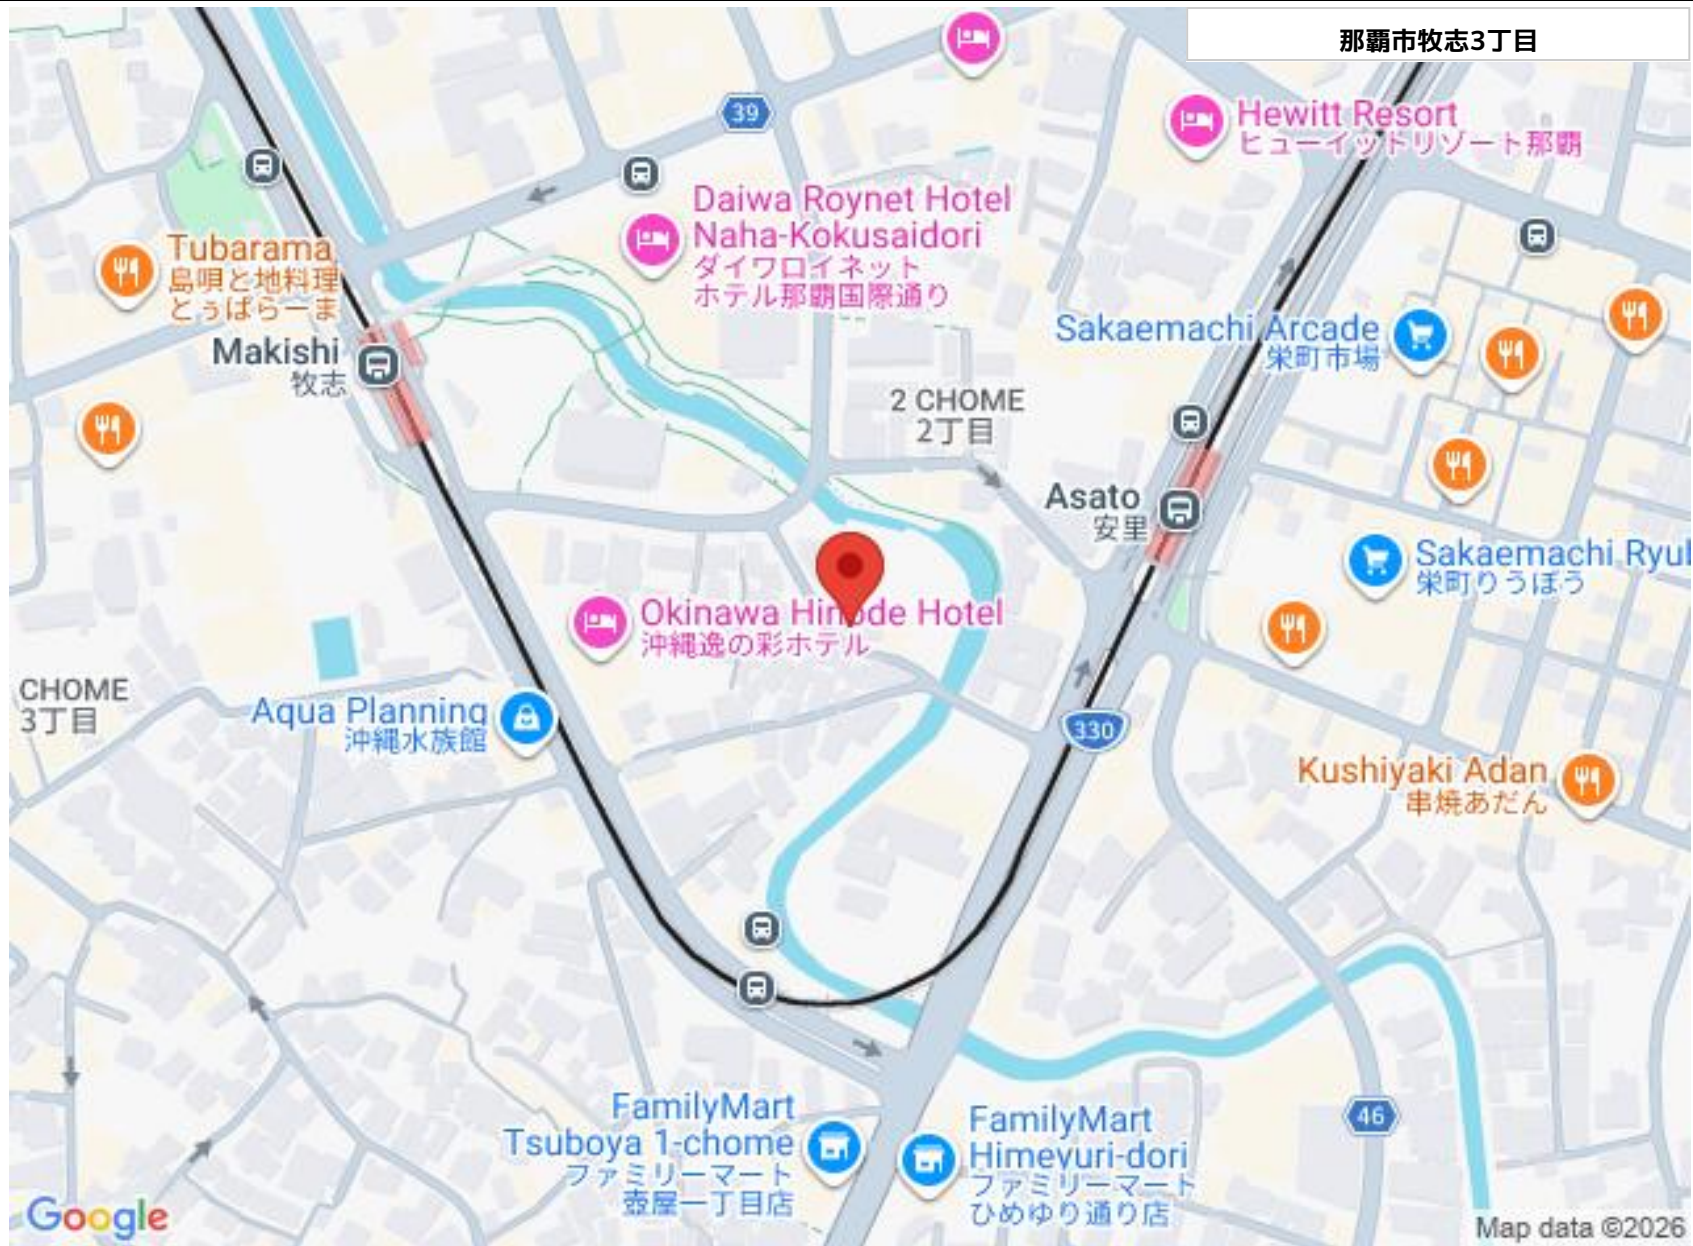 那覇市牧志3丁目
39
Hewitt Resort
ヒューイットリゾート那覇
Daiwa Roynet Hotel
Naha-Kokusaidori
ダイワロイネット
ホテル那覇国際通り
Tubarama
島唄と地料理
とぅばらーま
Makishi
牧志
Sakaemachi Arcade
栄町市場
2 CHOME
2丁目
Asato
安里
Sakaemachi Ryu
栄町りうぼう
Okinawa Hinode Hotel
沖縄逸の彩ホテル
CHOME
3丁目
Aqua Planning
沖縄水族館
330
Kushiyaki Adan
串焼あだん
FamilyMart
Tsuboya 1-chome
ファミリーマート
壺屋一丁目店
FamilyMart
Himeyuri-dori
ファミリーマート
ひめゆり通り店
46
Google
Map data ©2026